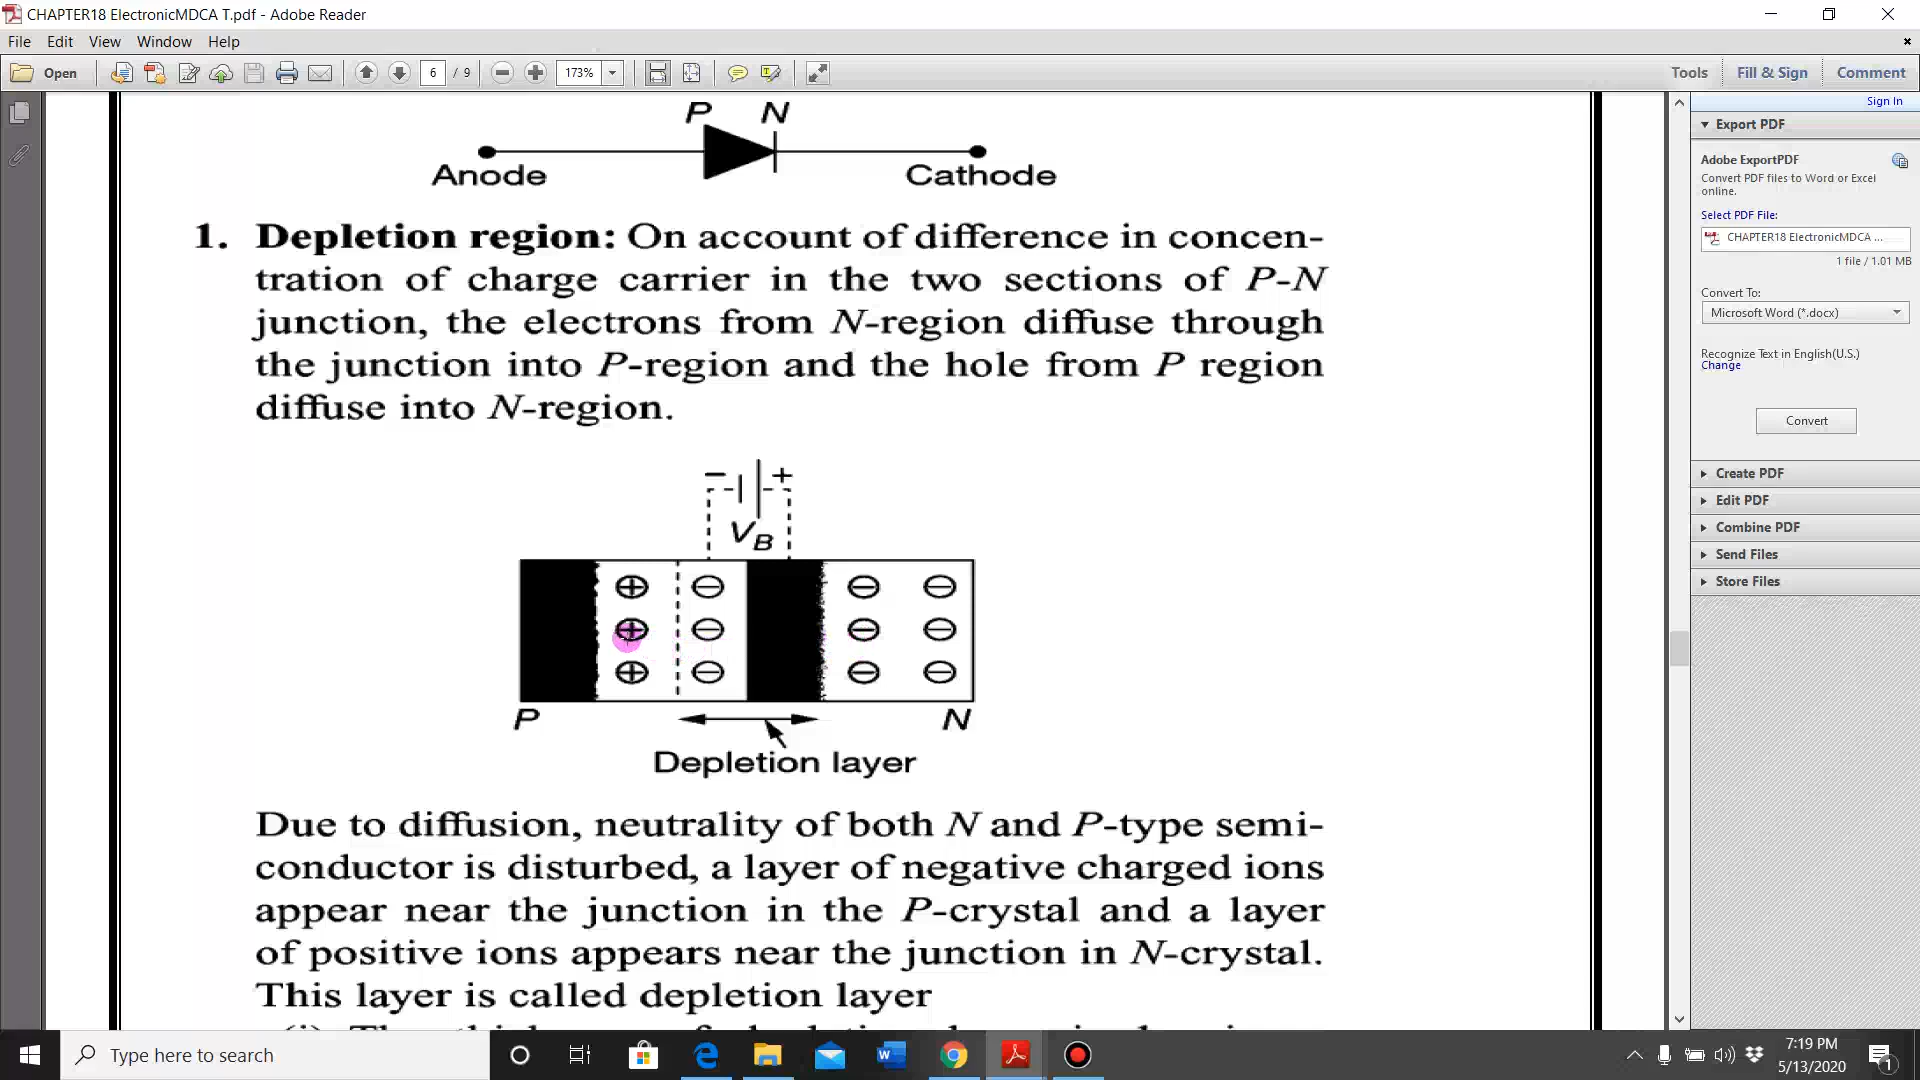 CHAPTER18 ElectronicMDCA T.pdf - Adobe Reader
File Edit View Window Help
Open 6 / 9 173% Tools Fill & Sign Comment
Sign In
Export PDF
Adobe ExportPDF
Convert PDF files to Word or Excel
online.
Select PDF File:
CHAPTER18 ElectronicMDCA ...
1 file / 1.01 MB
Convert To:
Microsoft Word (*.docx)
Recognize Text in English(U.S.)
Change
Convert
Create PDF
Edit PDF
Combine PDF
Send Files
Store Files
P N
Anode Cathode
1. Depletion region: On account of difference in concen-
tration of charge carrier in the two sections of P-N
junction, the electrons from N-region diffuse through
the junction into P-region and the hole from P region
diffuse into N-region.
− +
VB
P N
Depletion layer
Due to diffusion, neutrality of both N and P-type semi-
conductor is disturbed, a layer of negative charged ions
appear near the junction in the P-crystal and a layer
of positive ions appears near the junction in N-crystal.
This layer is called depletion layer
Type here to search
7:19 PM
5/13/2020
1